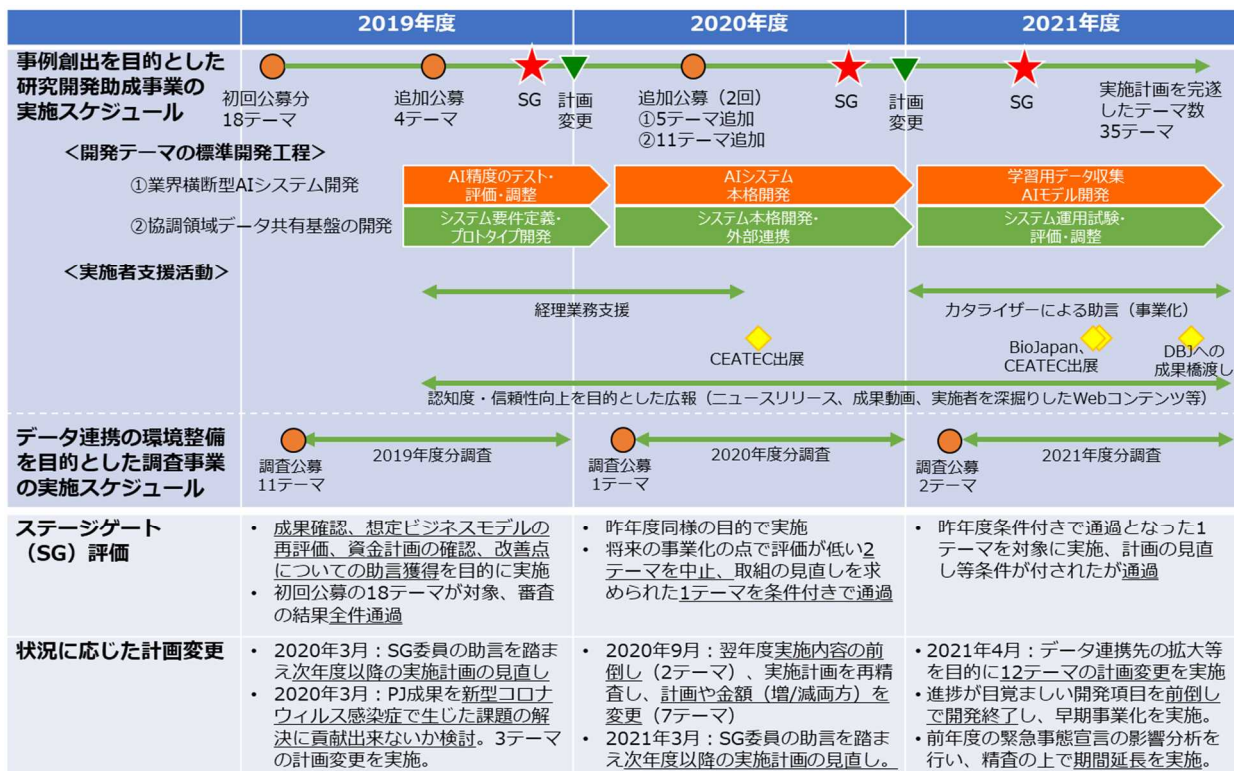 2019年度
2020年度
2021年度
事例創出を目的とした
研究開発助成事業の
実施スケジュール
初回公募分
18テーマ
追加公募
4テーマ
SG
計画
変更
追加公募（2回）
①5テーマ追加
②11テーマ追加
SG
計画
変更
SG
実施計画を完遂
したテーマ数
35テーマ
＜開発テーマの標準開発工程＞
①業界横断型AIシステム開発
AI精度のテスト・
評価・調整
AIシステム
本格開発
学習用データ収集
AIモデル開発
②協調領域データ共有基盤の開発
システム要件定義・
プロトタイプ開発
システム本格開発・
外部連携
システム運用試験・
評価・調整
＜実施者支援活動＞
経理業務支援
カタライザーによる助言（事業化）
CEATEC出展
BioJapan、
CEATEC出展
DBJへの
成果橋渡し
認知度・信頼性向上を目的とした広報（ニュースリリース、成果動画、実施者を深掘りしたWebコンテンツ等）
データ連携の環境整備
を目的とした調査事業
の実施スケジュール
調査公募
11テーマ
2019年度分調査
調査公募
1テーマ
2020年度分調査
調査公募
2テーマ
2021年度分調査
ステージゲート
（SG）評価
• 成果確認、想定ビジネスモデルの
再評価、資金計画の確認、改善点
についての助言獲得を目的に実施
• 初回公募の18テーマが対象、審査
の結果全件通過
• 昨年度同様の目的で実施
• 将来の事業化の点で評価が低い2
テーマを中止、取組の見直しを求
められた1テーマを条件付きで通過
• 昨年度条件付きで通過となった1
テーマを対象に実施、計画の見直
し等条件が付されたが通過
状況に応じた計画変更
• 2020年3月：SG委員の助言を踏ま
え次年度以降の実施計画の見直し
• 2020年3月：PJ成果を新型コロナ
ウィルス感染症で生じた課題の解
決に貢献出来ないか検討。3テーマ
の計画変更を実施。
• 2020年9月：翌年度実施内容の前
倒し（2テーマ）、実施計画を再精
査し、計画や金額（増/減両方）を
変更（7テーマ）
• 2021年3月：SG委員の助言を踏ま
え次年度以降の実施計画の見直し。
• 2021年4月：データ連携先の拡大等
を目的に12テーマの計画変更を実施
• 進捗が目覚ましい開発項目を前倒し
で開発終了し、早期事業化を実施。
• 前年度の緊急事態宣言の影響分析を
行い、精査の上で期間延長を実施。